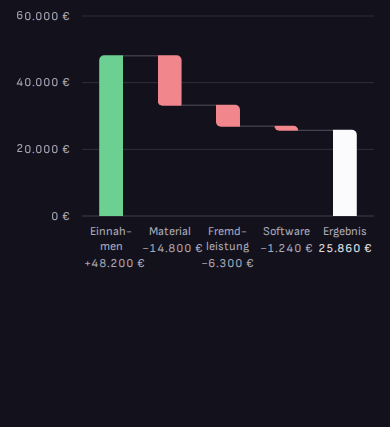 60.000 €
40.000 €
20.000 €
0 €
Einnah-
men
+48.200 €
Material
−14.800 €
Fremd-
leistung
−6.300 €
Software
−1.240 €
Ergebnis
25.860 €